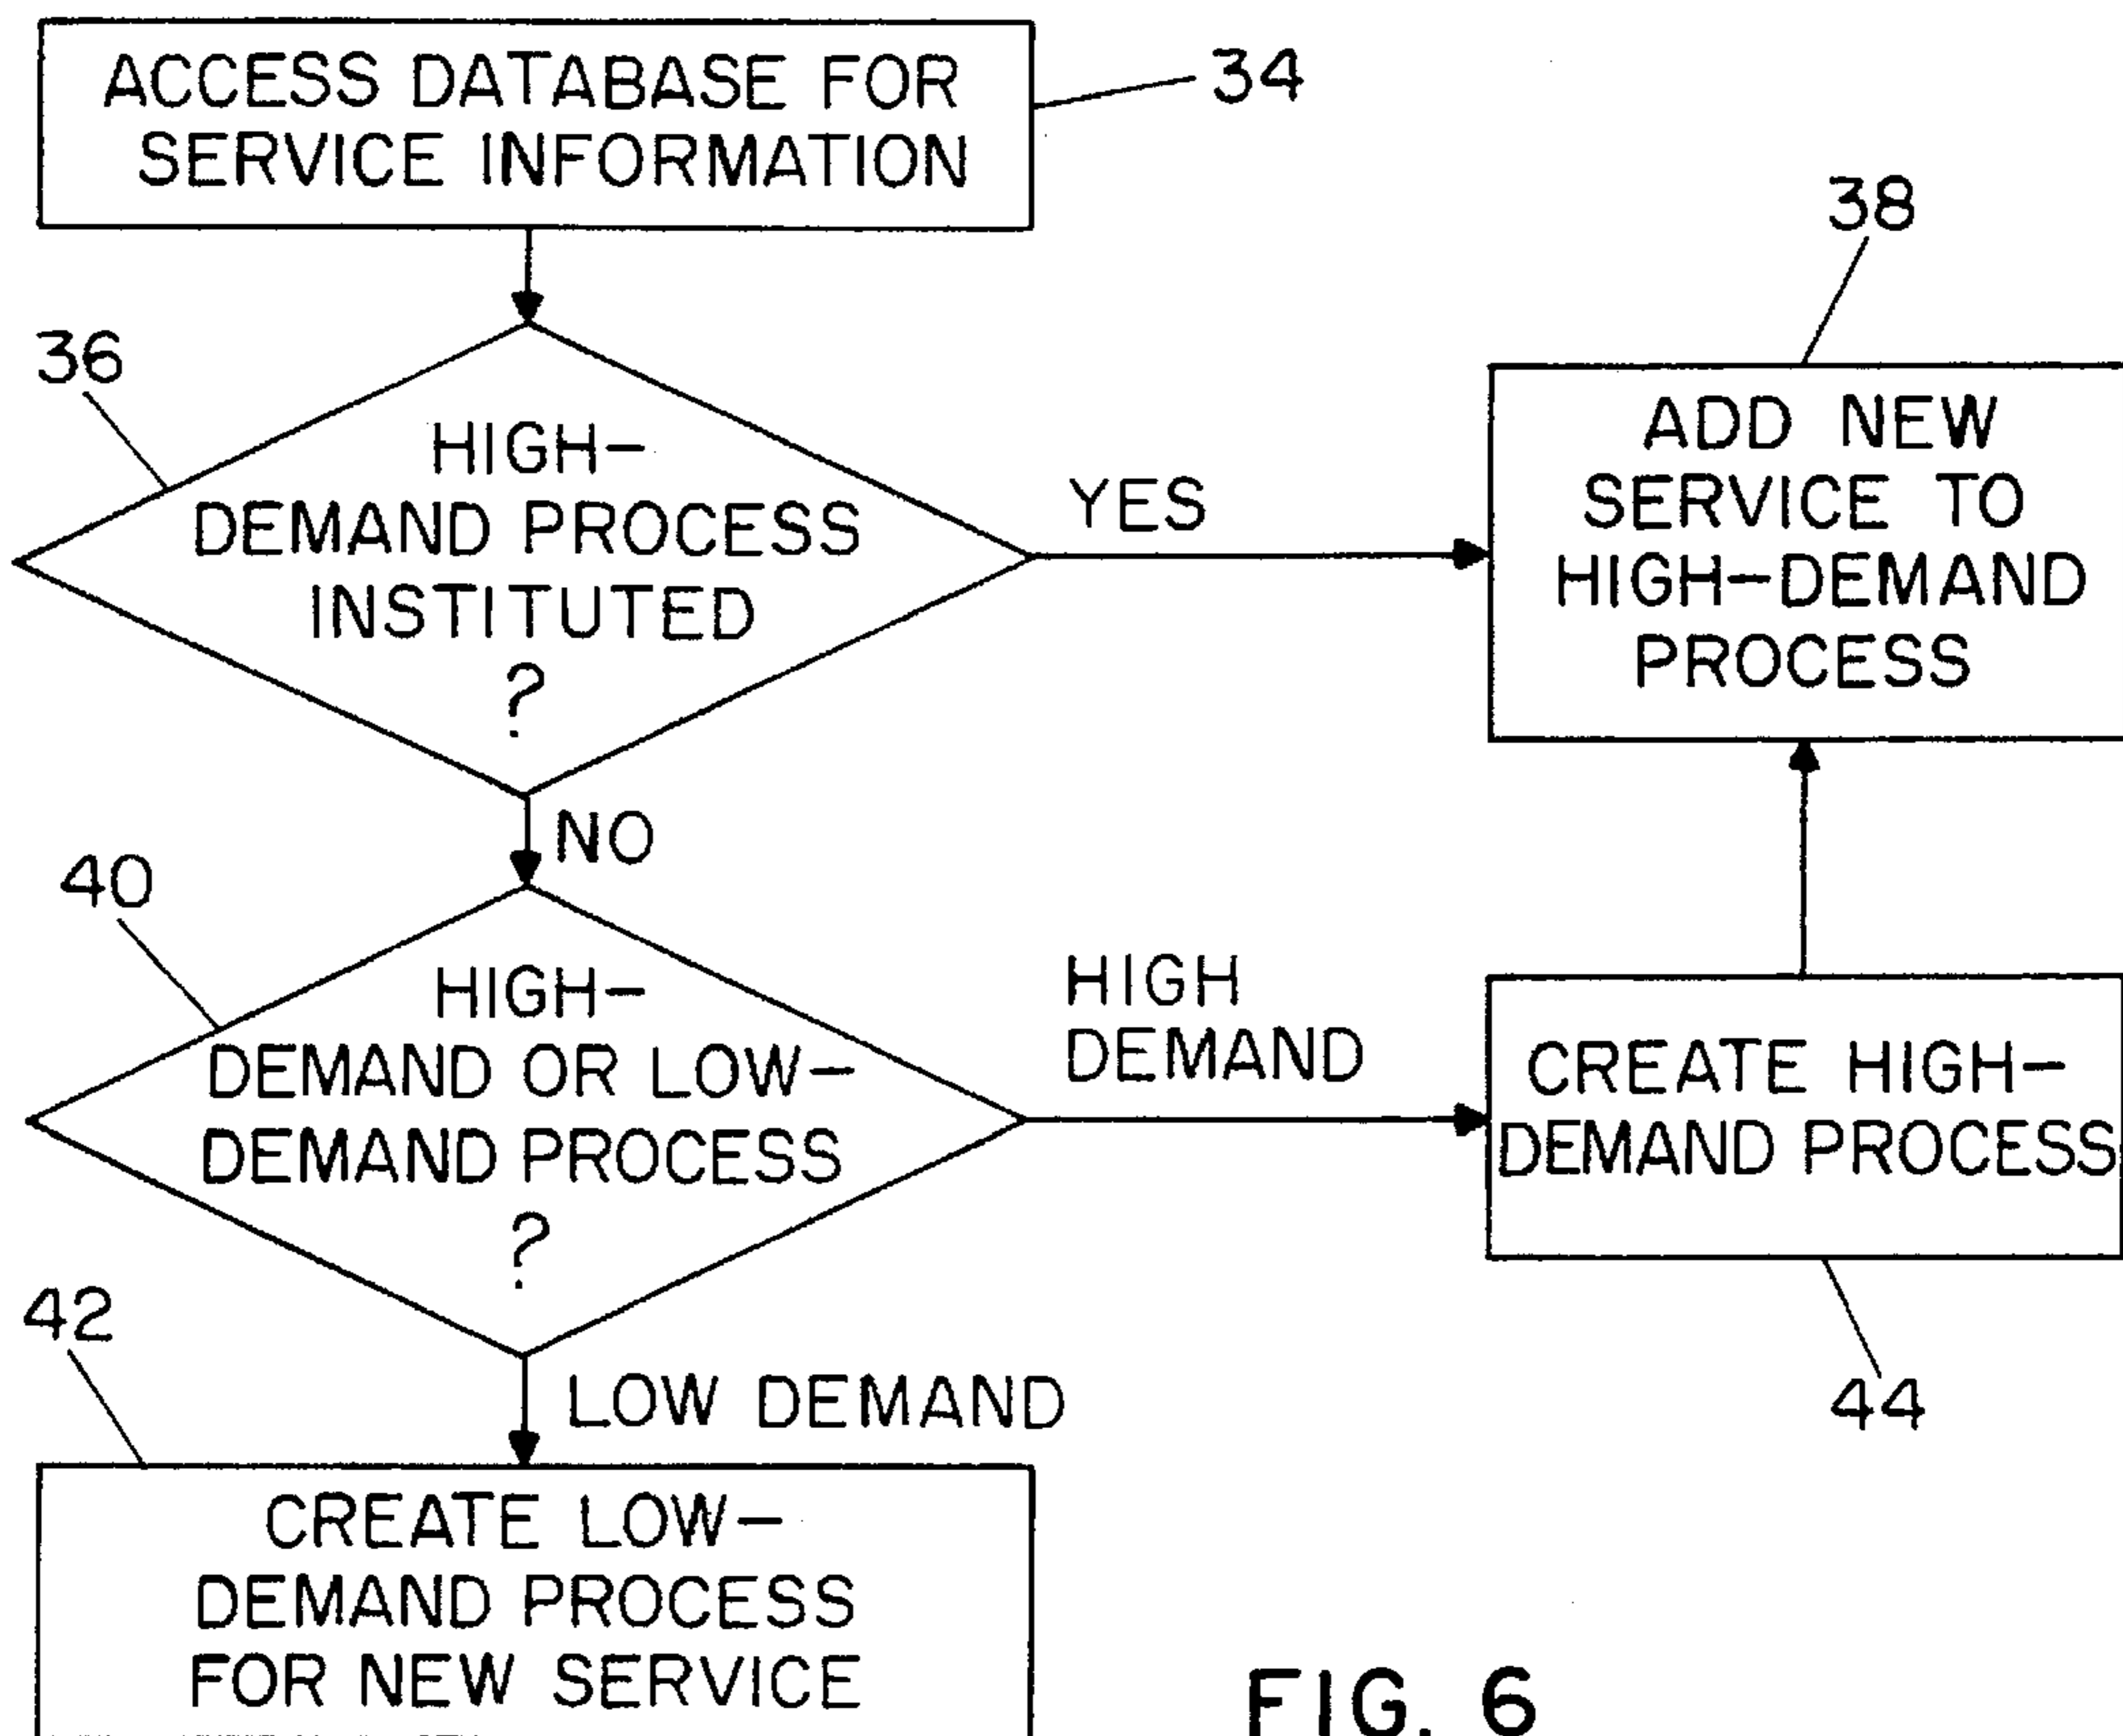 ACCESS DATABASE FOR
SERVICE INFORMATION
34
36
HIGH-
DEMAND PROCESS
INSTITUTED
?
YES
38
ADD NEW
SERVICE TO
HIGH-DEMAND
PROCESS
NO
40
HIGH-
DEMAND OR LOW-
DEMAND PROCESS
?
HIGH
DEMAND
CREATE HIGH-
DEMAND PROCESS
44
LOW DEMAND
42
CREATE LOW-
DEMAND PROCESS
FOR NEW SERVICE
FIG. 6